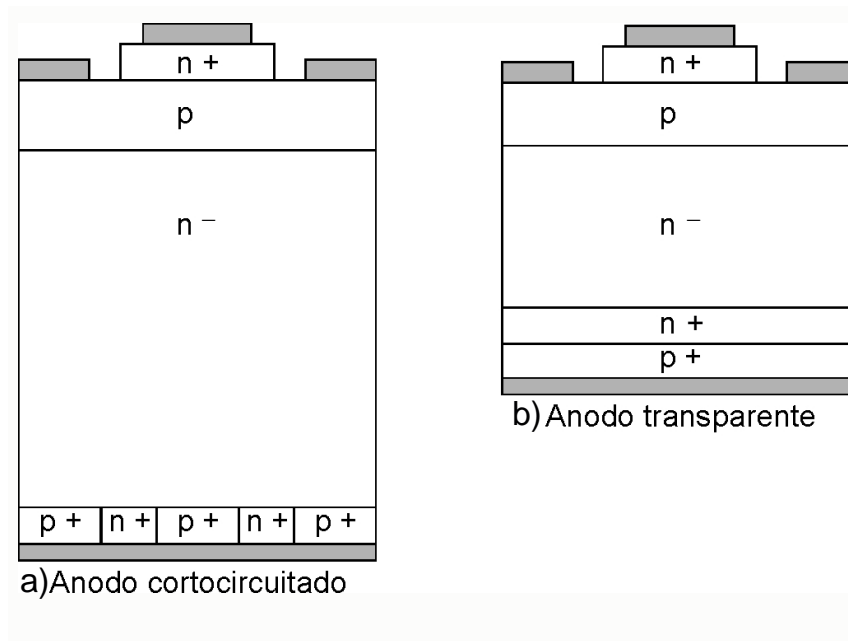 n +
p
n −
p + n + p + n + p +
a)Anodo cortocircuitado
n +
p
n −
n +
p +
b)Anodo transparente